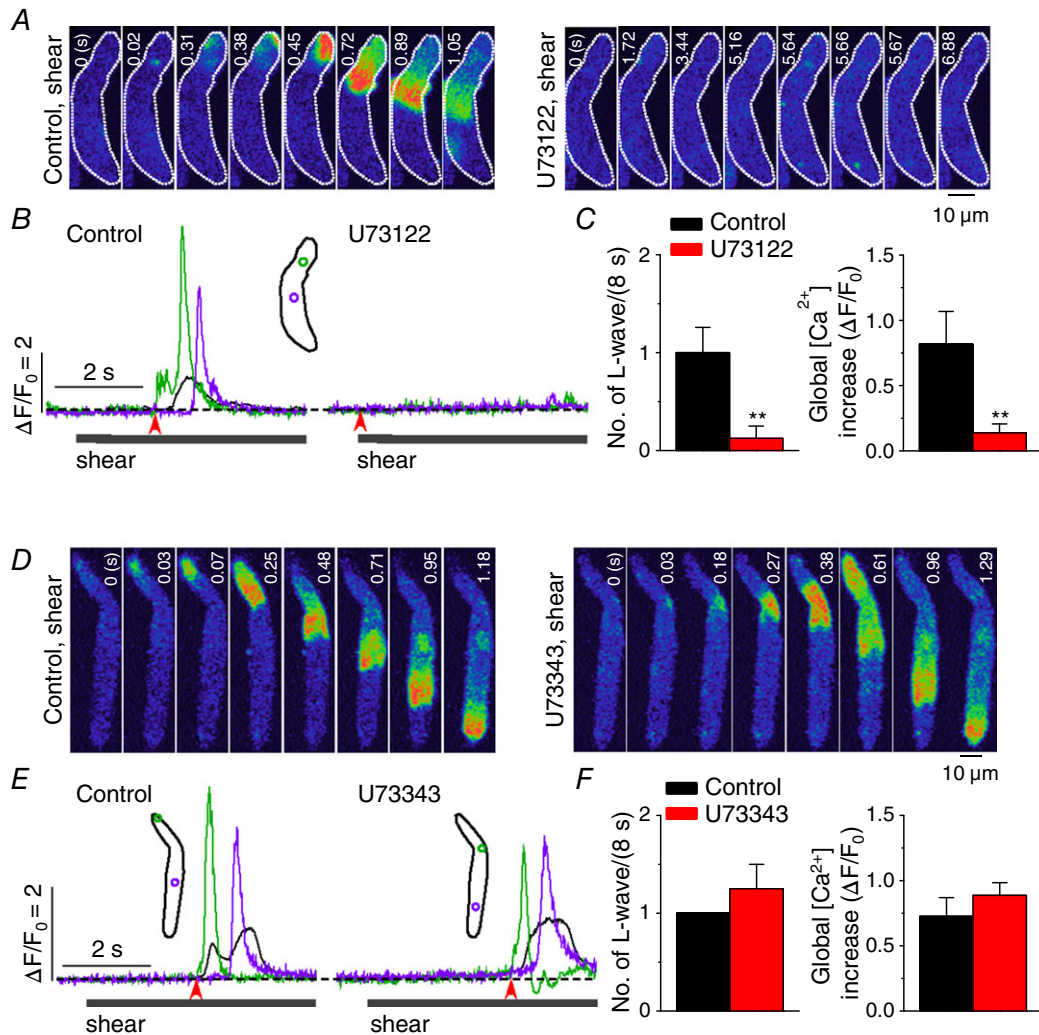 A
Control, shear
0 (s)
0.02
0.31
0.38
0.45
0.72
0.89
1.05
U73122, shear
0 (s)
1.72
3.44
5.16
5.64
5.66
5.67
6.88
10 µm
B
Control
U73122
ΔF/F₀ = 2
2 s
shear
shear
C
Control
U73122
No. of L-wave/(8 s)
2
1
0
**
Global [Ca²⁺]
increase (ΔF/F₀)
1.5
1.0
0.5
0.0
**
D
Control, shear
0 (s)
0.03
0.07
0.25
0.48
0.71
0.95
1.18
U73343, shear
0 (s)
0.03
0.18
0.27
0.38
0.61
0.96
1.29
10 µm
E
Control
U73343
ΔF/F₀ = 2
2 s
shear
shear
F
Control
U73343
No. of L-wave/(8 s)
2
1
0
Global [Ca²⁺]
increase (ΔF/F₀)
1.5
1.0
0.5
0.0